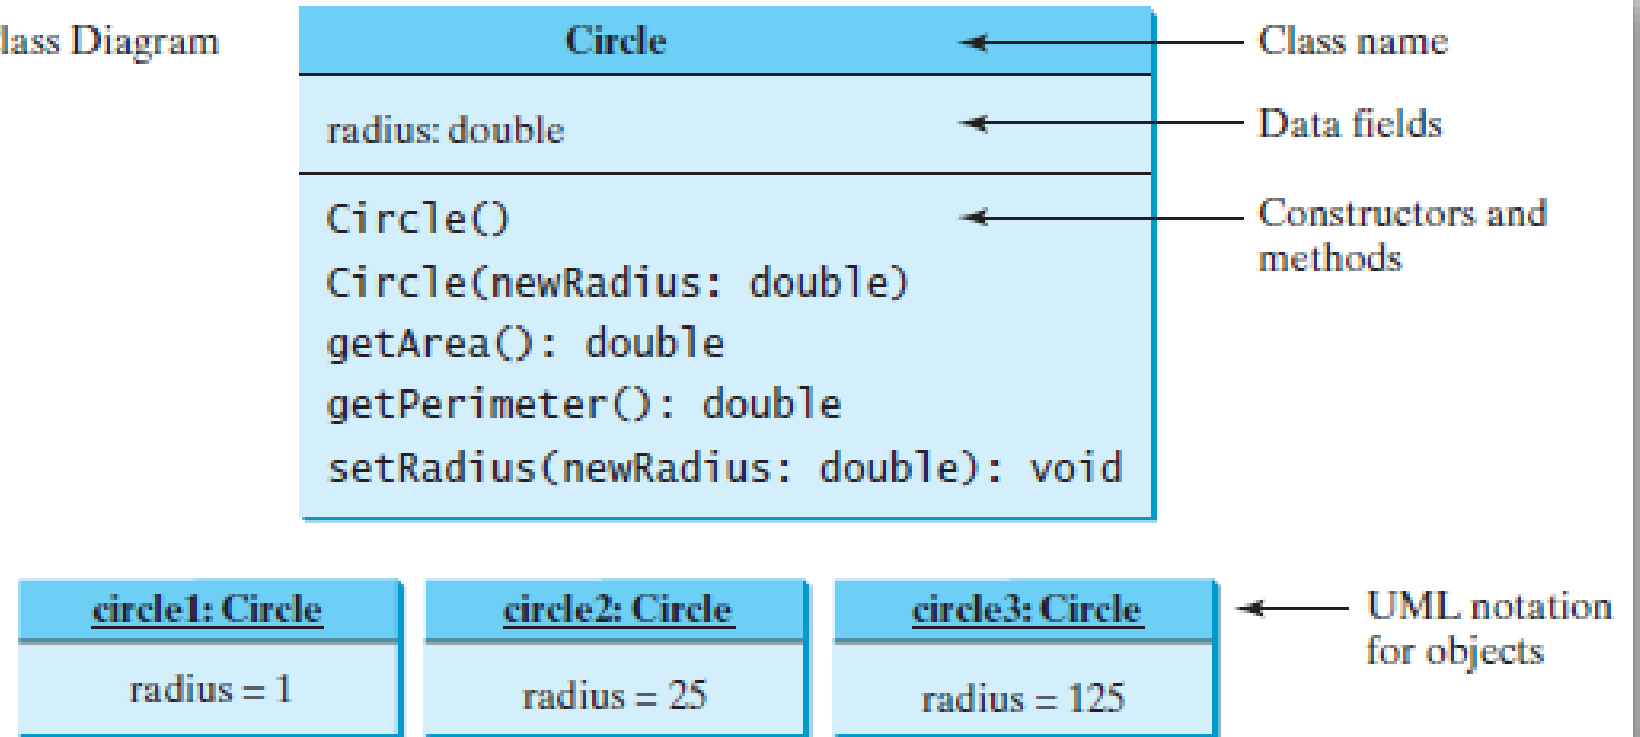 lass Diagram
Circle
Class name
radius: double
Data fields
Circle()
Constructors and
methods
Circle(newRadius: double)
getArea(): double
getPerimeter(): double
setRadius(newRadius: double): void
circle1: Circle
circle2: Circle
circle3: Circle
UML notation
for objects
radius = 1
radius = 25
radius = 125